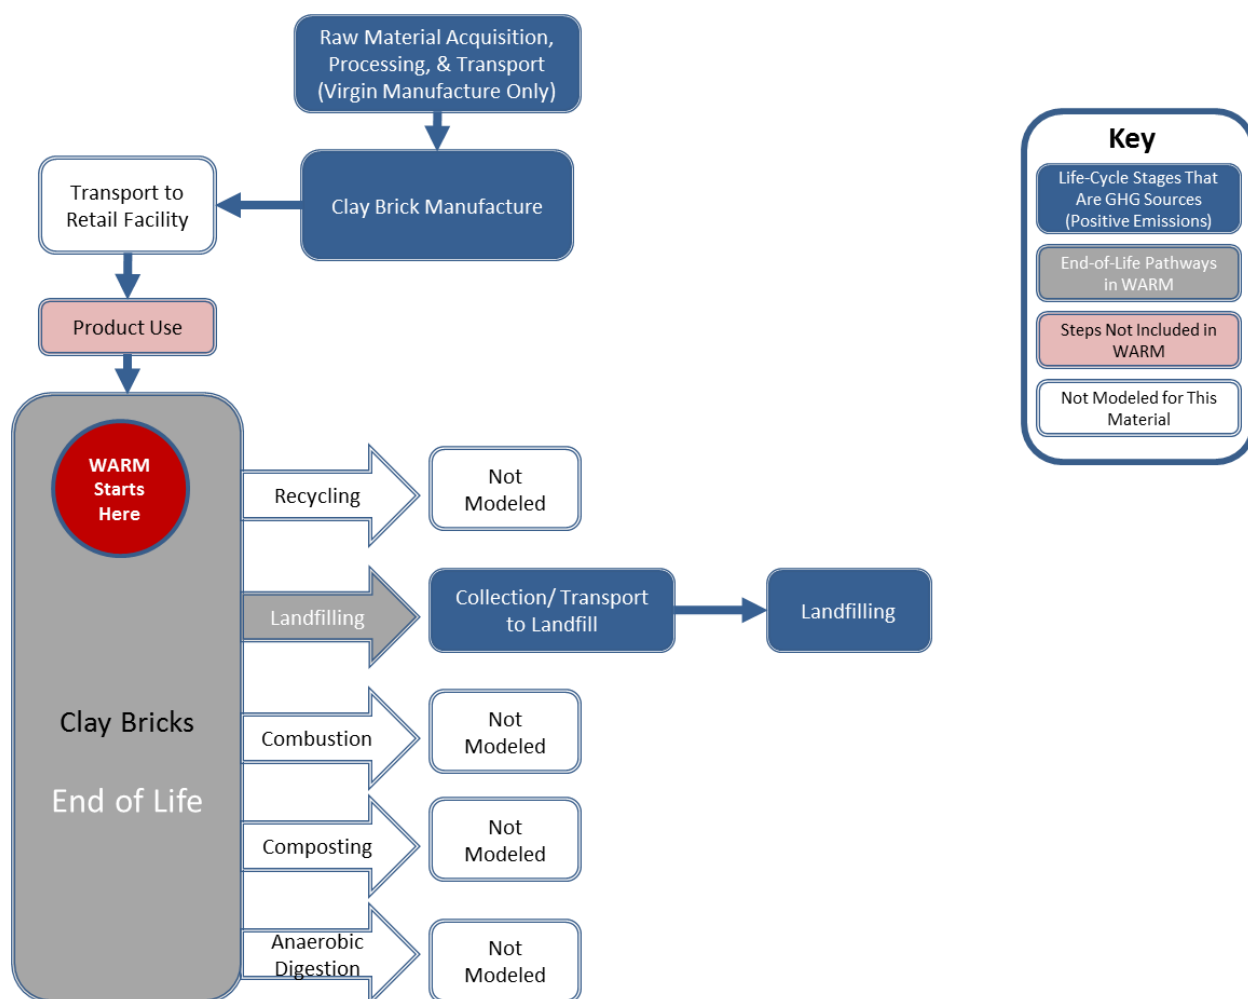 Raw Material Acquisition,
Processing, & Transport
(Virgin Manufacture Only)
Clay Brick Manufacture
Transport to
Retail Facility
Product Use
WARM
Starts
Here
Clay Bricks
End of Life
Recycling
Not
Modeled
Landfilling
Collection/ Transport
to Landfill
Landfilling
Combustion
Not
Modeled
Composting
Not
Modeled
Anaerobic
Digestion
Not
Modeled
Key
Life-Cycle Stages That
Are GHG Sources
(Positive Emissions)
End-of-Life Pathways
in WARM
Steps Not Included in
WARM
Not Modeled for This
Material